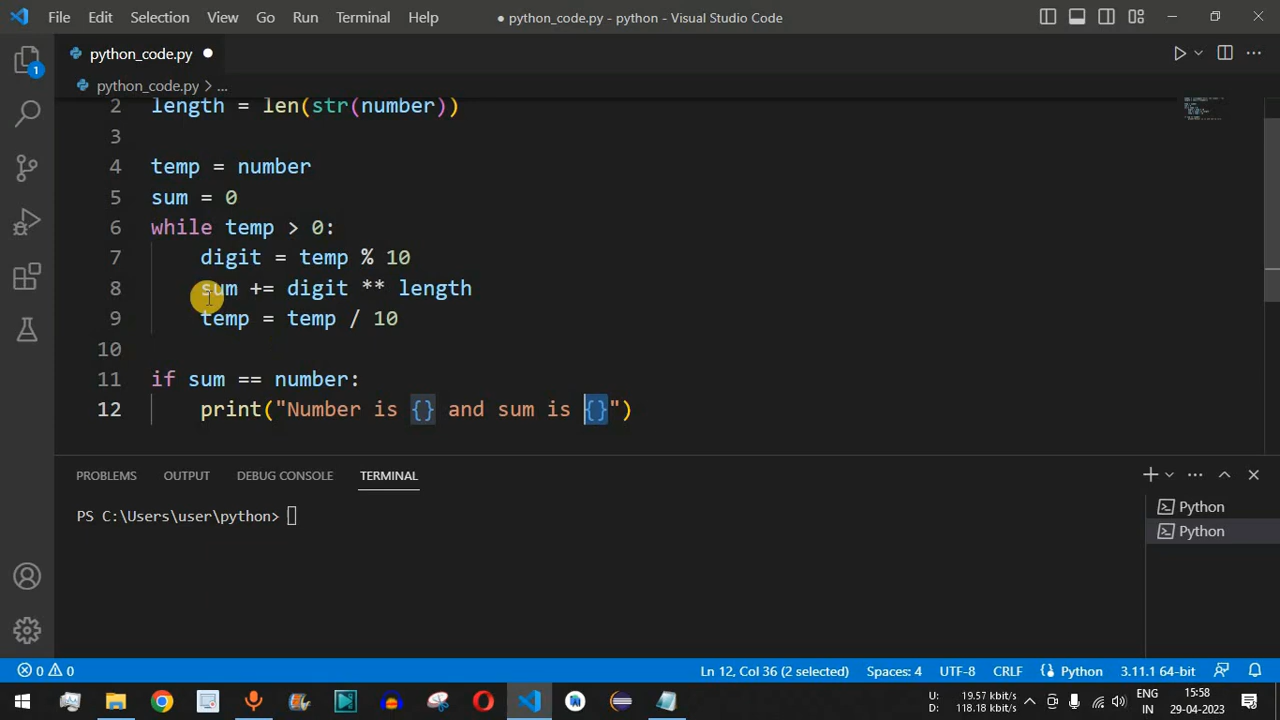 File Edit Selection View Go Run Terminal Help
● python_code.py - python - Visual Studio Code
python_code.py ●
python_code.py > ...
1
2 length = len(str(number))
3
4 temp = number
5 sum = 0
6 while temp > 0:
7 digit = temp % 10
8 sum += digit ** length
9 temp = temp / 10
10
11 if sum == number:
12 print("Number is {} and sum is {}")
PROBLEMS OUTPUT DEBUG CONSOLE TERMINAL
PS C:\Users\user\python>
Python
Python
0 0 Ln 12, Col 36 (2 selected) Spaces: 4 UTF-8 CRLF Python 3.11.1 64-bit
U: 19.57 kbit/s
D: 118.18 kbit/s
ENG
IN
15:58
29-04-2023